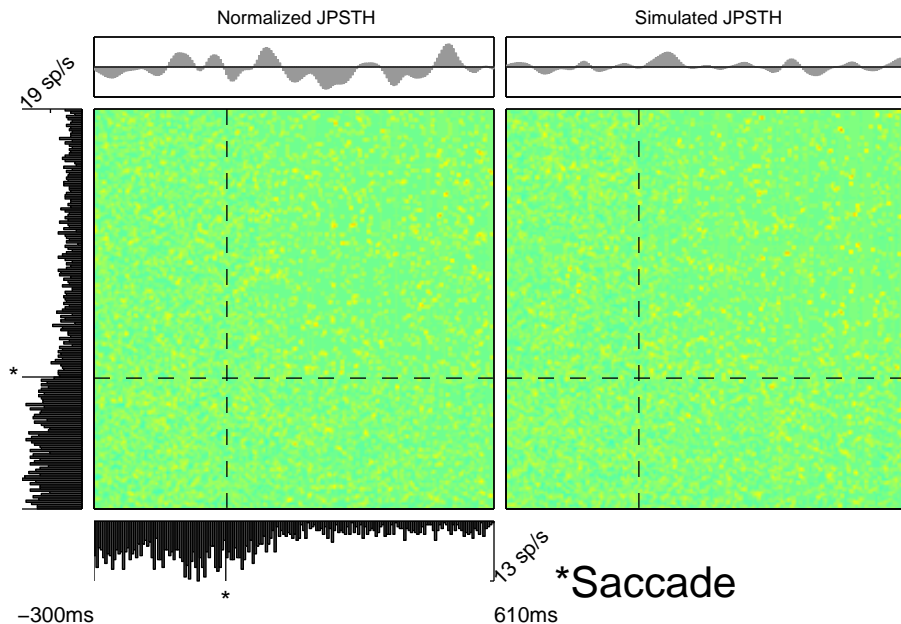 Normalized JPSTH
Simulated JPSTH
19 sp/s
*
13 sp/s
*
*Saccade
−300ms
610ms